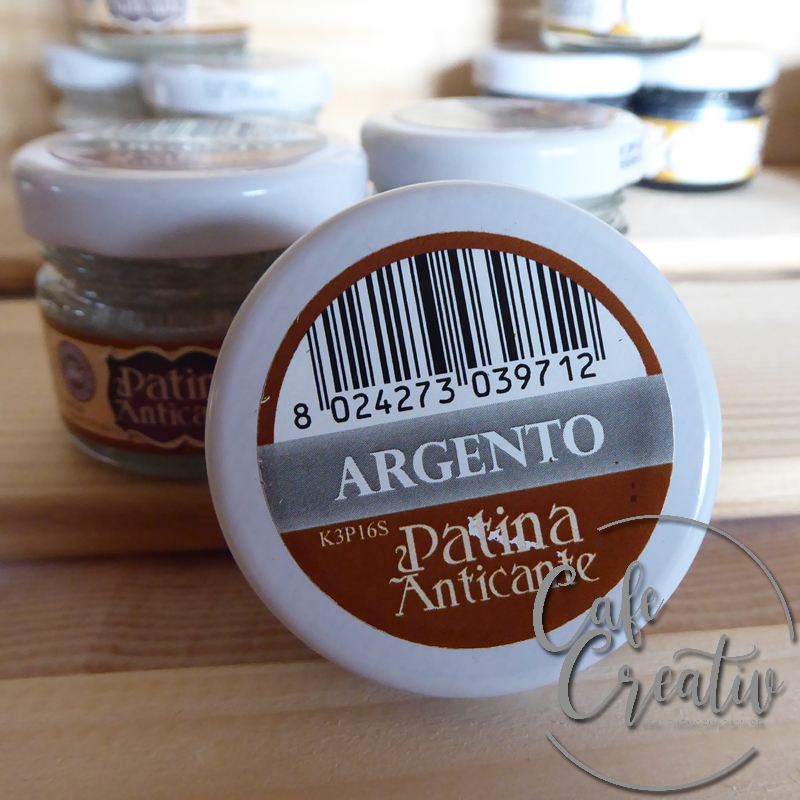 8 024273 039712
ARGENTO
K3P16S
Patina
Anticante
Patina
Anticante
Cafe
Creativ